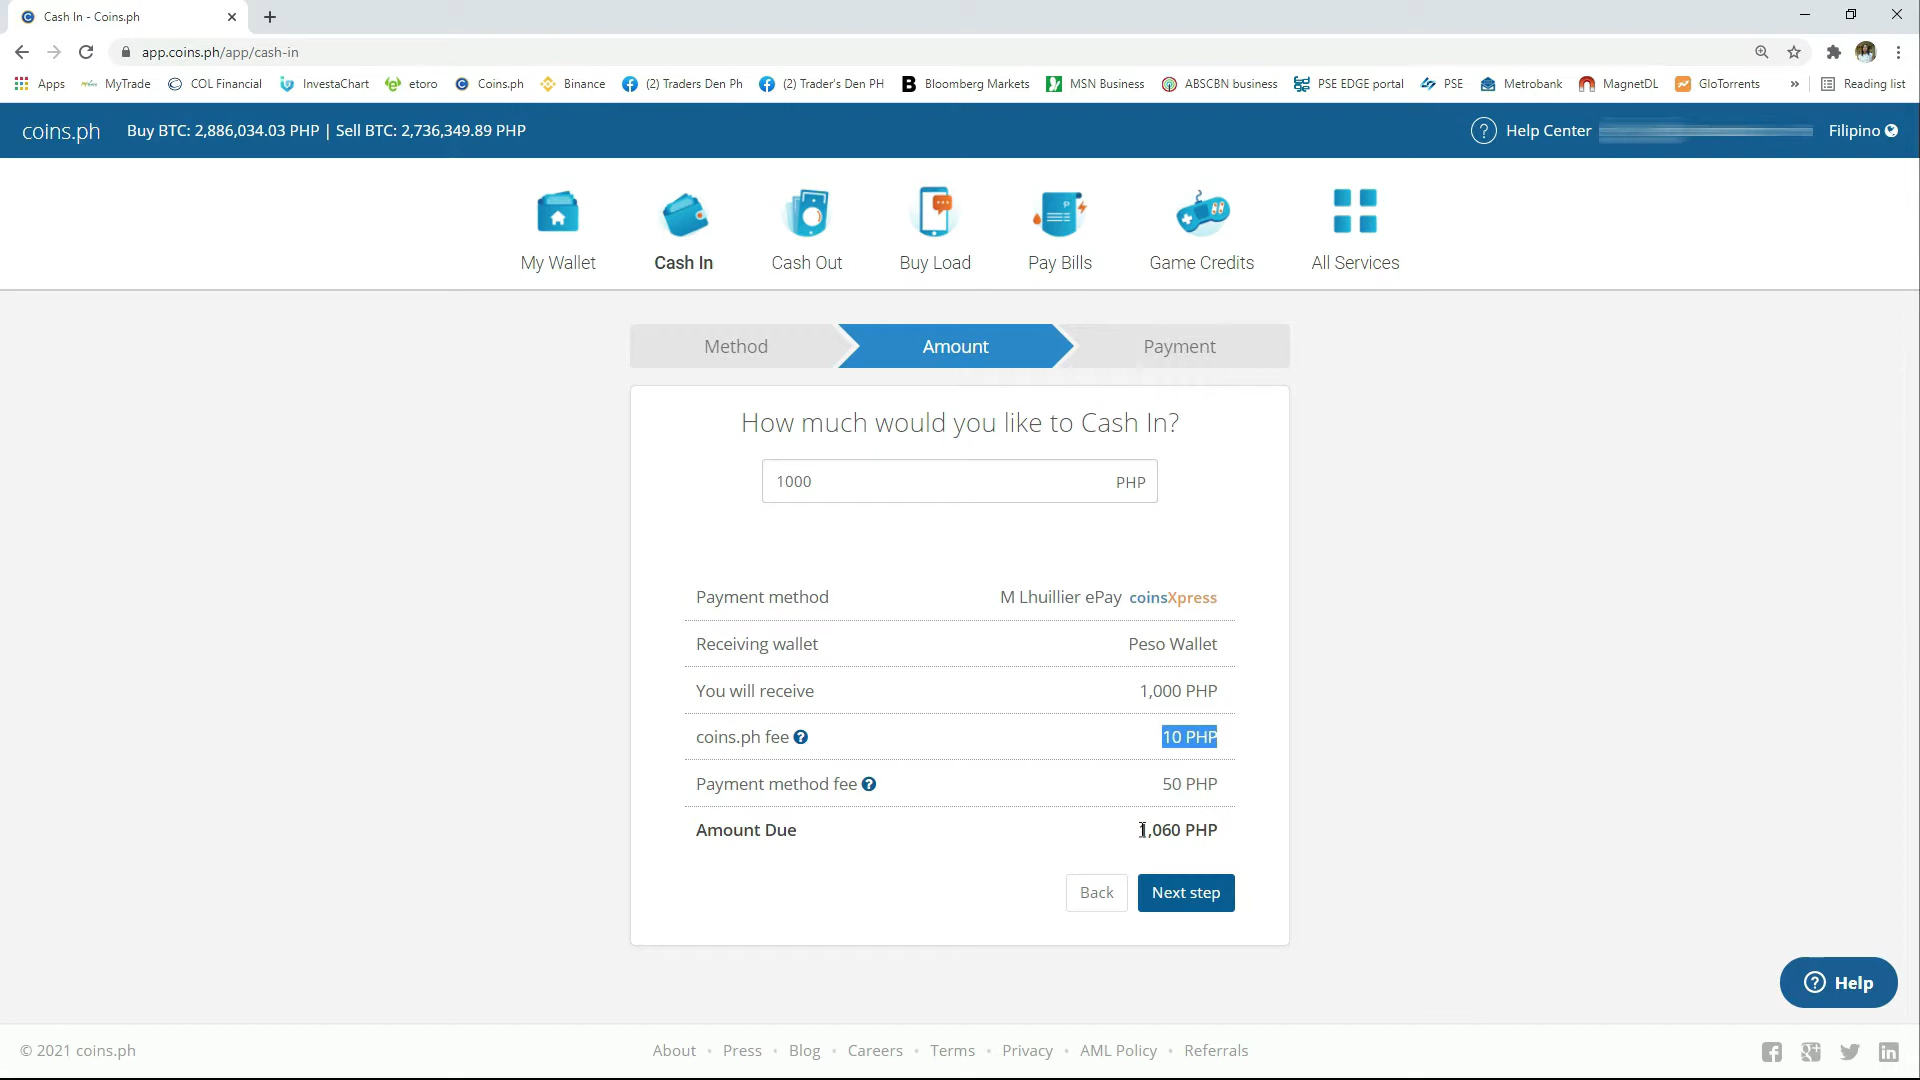 Cash In - Coins.ph
app.coins.ph/app/cash-in
Apps MyTrade COL Financial InvestaChart etoro Coins.ph Binance (2) Traders Den Ph (2) Trader's Den PH Bloomberg Markets MSN Business ABSCBN business PSE EDGE portal PSE Metrobank MagnetDL GloTorrents » Reading list
coins.ph Buy BTC: 2,886,034.03 PHP | Sell BTC: 2,736,349.89 PHP ? Help Center Filipino
My Wallet Cash In Cash Out Buy Load Pay Bills Game Credits All Services
Method Amount Payment
How much would you like to Cash In?
1000 PHP
Payment method M Lhuillier ePay coinsXpress
Receiving wallet Peso Wallet
You will receive 1,000 PHP
coins.ph fee ? 10 PHP
Payment method fee ? 50 PHP
Amount Due 1,060 PHP
Back Next step
? Help
© 2021 coins.ph About • Press • Blog • Careers • Terms • Privacy • AML Policy • Referrals